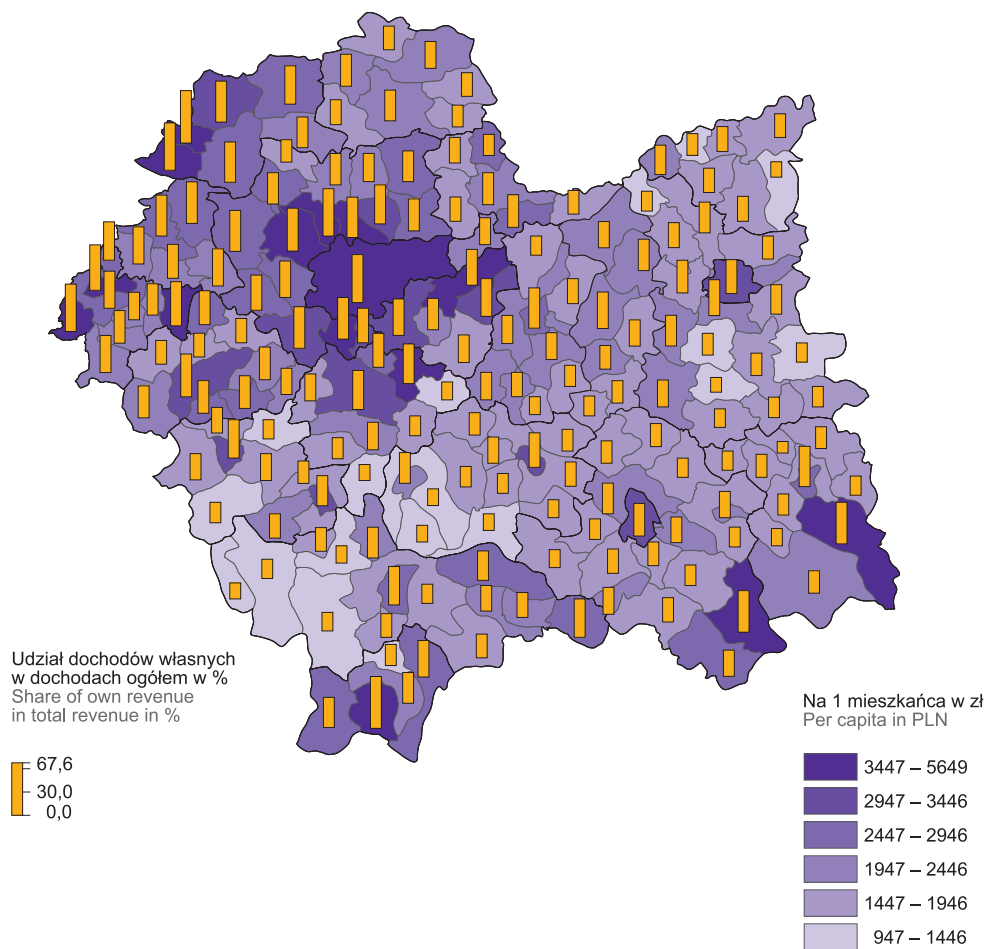 Udział dochodów własnych
w dochodach ogółem w %
Share of own revenue
in total revenue in %
67,6
30,0
0,0
Na 1 mieszkańca w zł
Per capita in PLN
3447 – 5649
2947 – 3446
2447 – 2946
1947 – 2446
1447 – 1946
947 – 1446